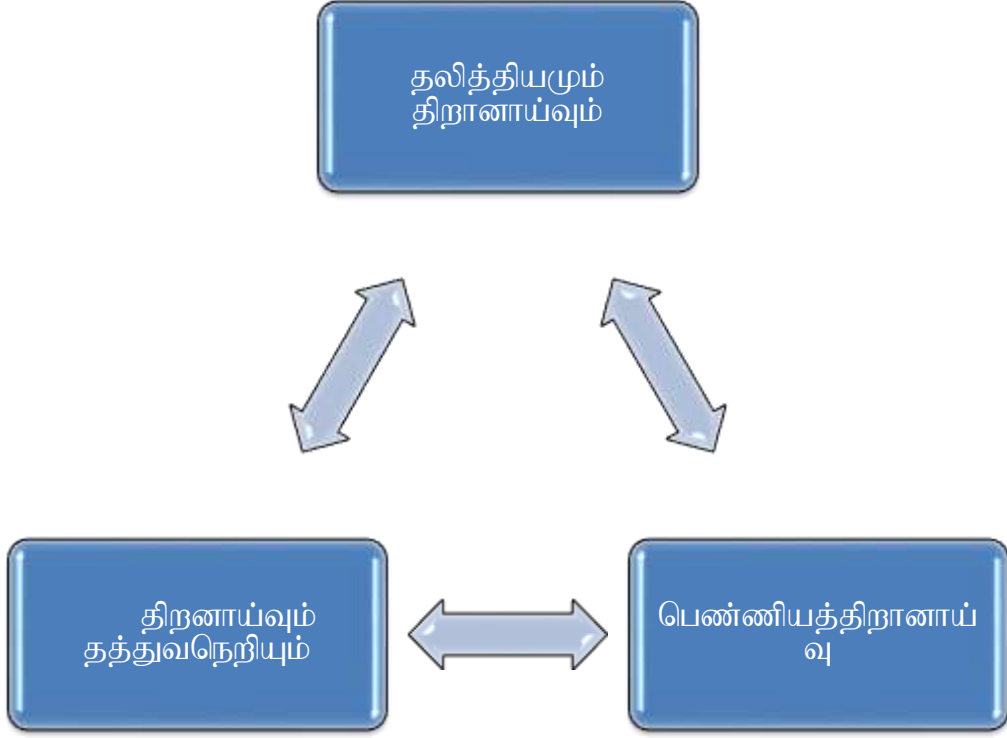 தலித்தியமும்
திறானாய்வும்
திறனாய்வும்
தத்துவநெறியும்
பெண்ணியத்திறானாய்
வு